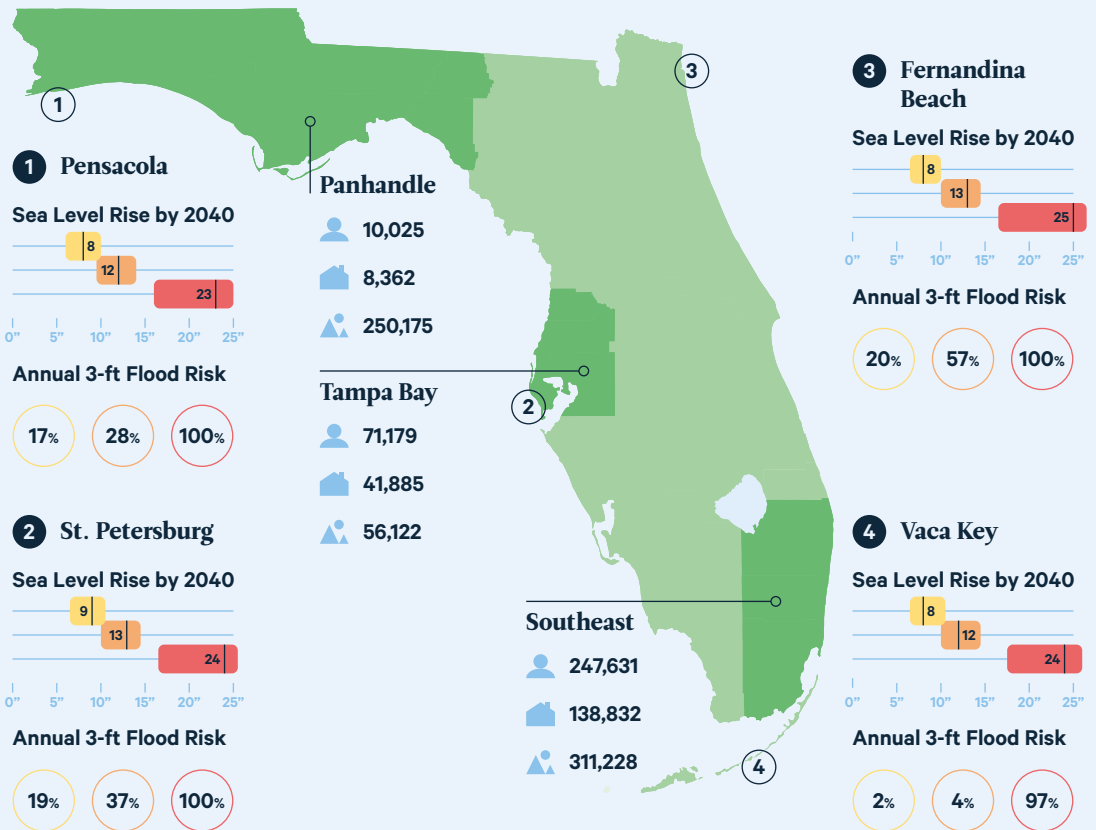 1
2
3
4
1 Pensacola
Sea Level Rise by 2040
8
12
23
0” 5” 10” 15” 20” 25”
Annual 3-ft Flood Risk
17% 28% 100%
2 St. Petersburg
Sea Level Rise by 2040
9
13
24
0” 5” 10” 15” 20” 25”
Annual 3-ft Flood Risk
19% 37% 100%
Panhandle
10,025
8,362
250,175
Tampa Bay
71,179
41,885
56,122
Southeast
247,631
138,832
311,228
3 Fernandina
Beach
Sea Level Rise by 2040
8
13
25
0” 5” 10” 15” 20” 25”
Annual 3-ft Flood Risk
20% 57% 100%
4 Vaca Key
Sea Level Rise by 2040
8
12
24
0” 5” 10” 15” 20” 25”
Annual 3-ft Flood Risk
2% 4% 97%